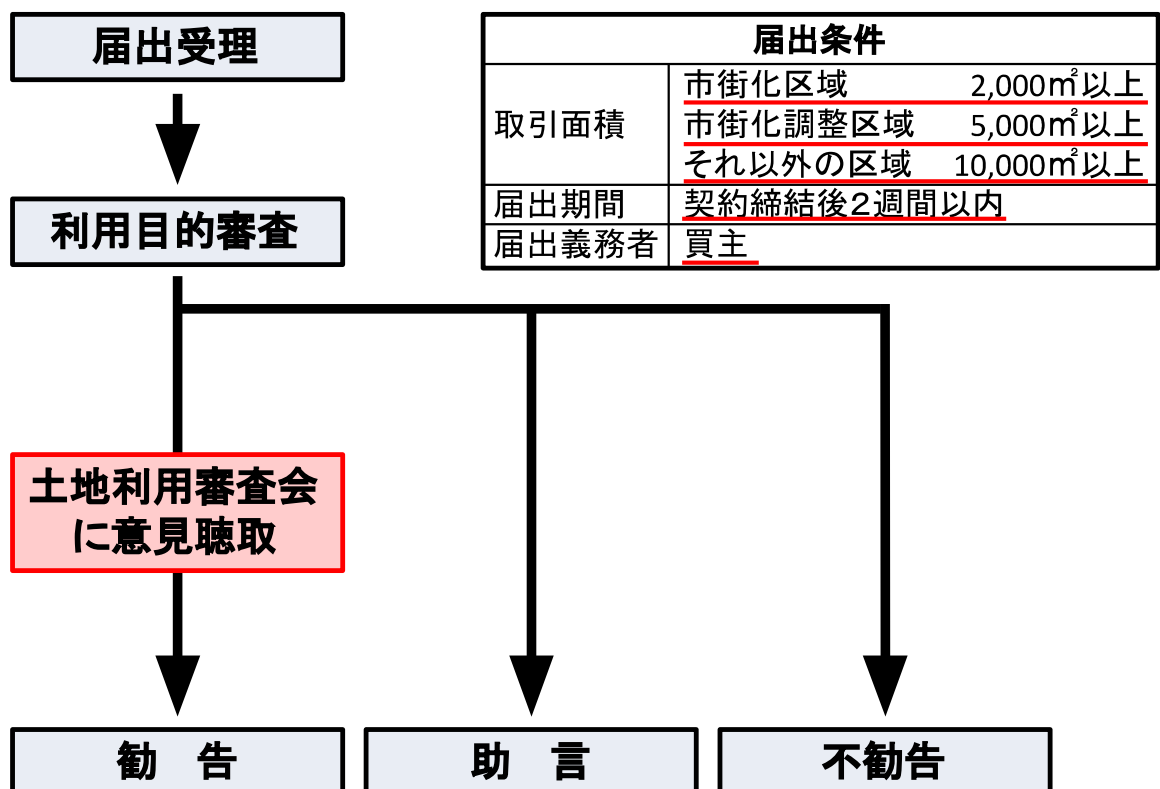 届出受理
届出条件
取引面積
市街化区域 2,000㎡以上
市街化調整区域 5,000㎡以上
それ以外の区域 10,000㎡以上
届出期間 契約締結後２週間以内
届出義務者 買主
利用目的審査
土地利用審査会
に意見聴取
勧 告
助 言
不勧告